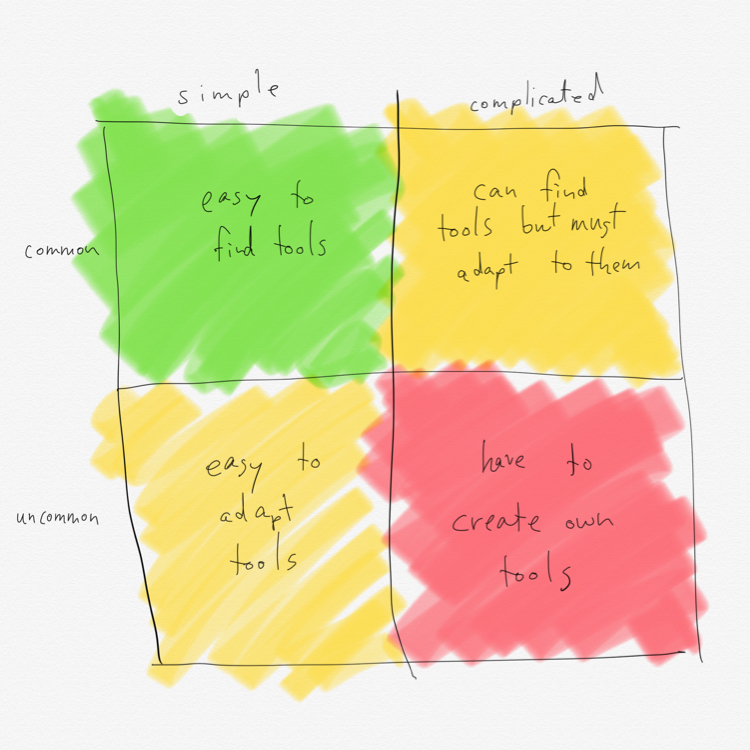 simple
complicated
common
easy to
find tools
can find
tools but must
adapt to them
uncommon
easy to
adapt
tools
have to
create own
tools